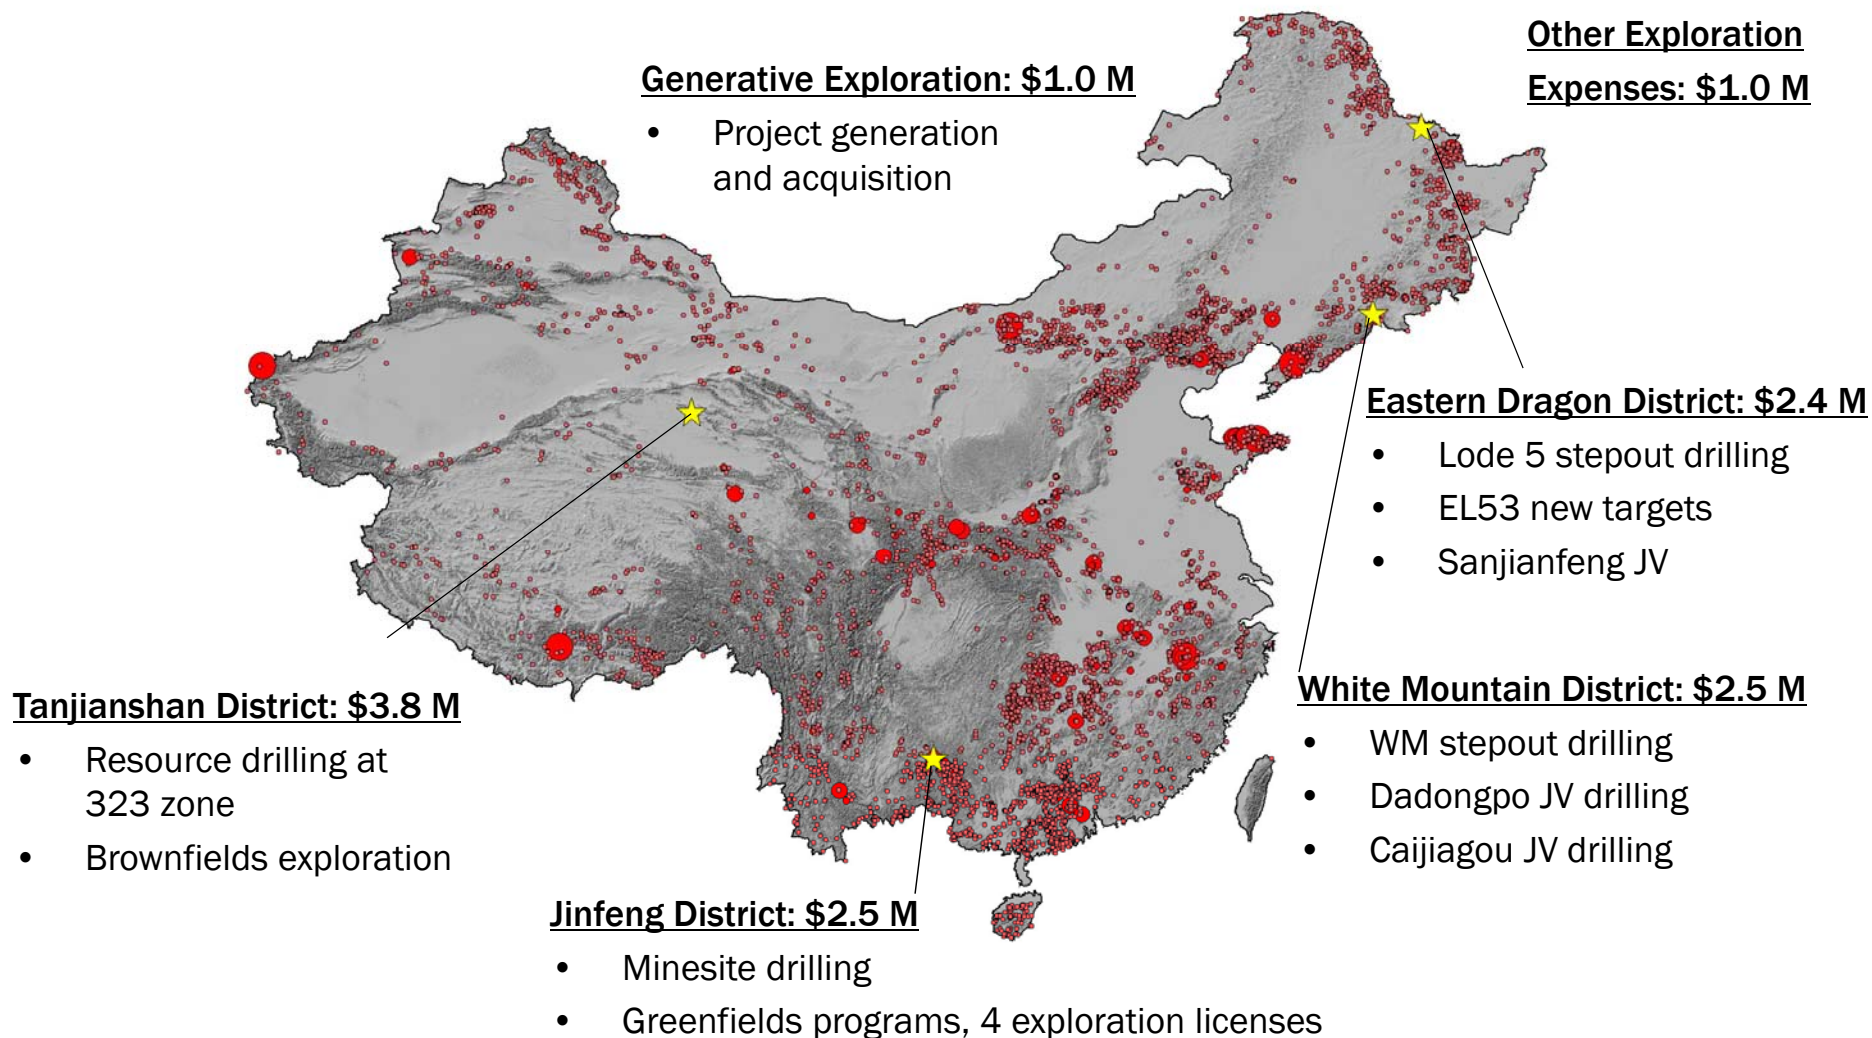 Generative Exploration: $1.0 M
• Project generation
and acquisition
Other Exploration
Expenses: $1.0 M
Eastern Dragon District: $2.4 M
• Lode 5 stepout drilling
• EL53 new targets
• Sanjianfeng JV
White Mountain District: $2.5 M
• WM stepout drilling
• Dadongpo JV drilling
• Caijiagou JV drilling
Tanjianshan District: $3.8 M
• Resource drilling at
323 zone
• Brownfields exploration
Jinfeng District: $2.5 M
• Minesite drilling
• Greenfields programs, 4 exploration licenses